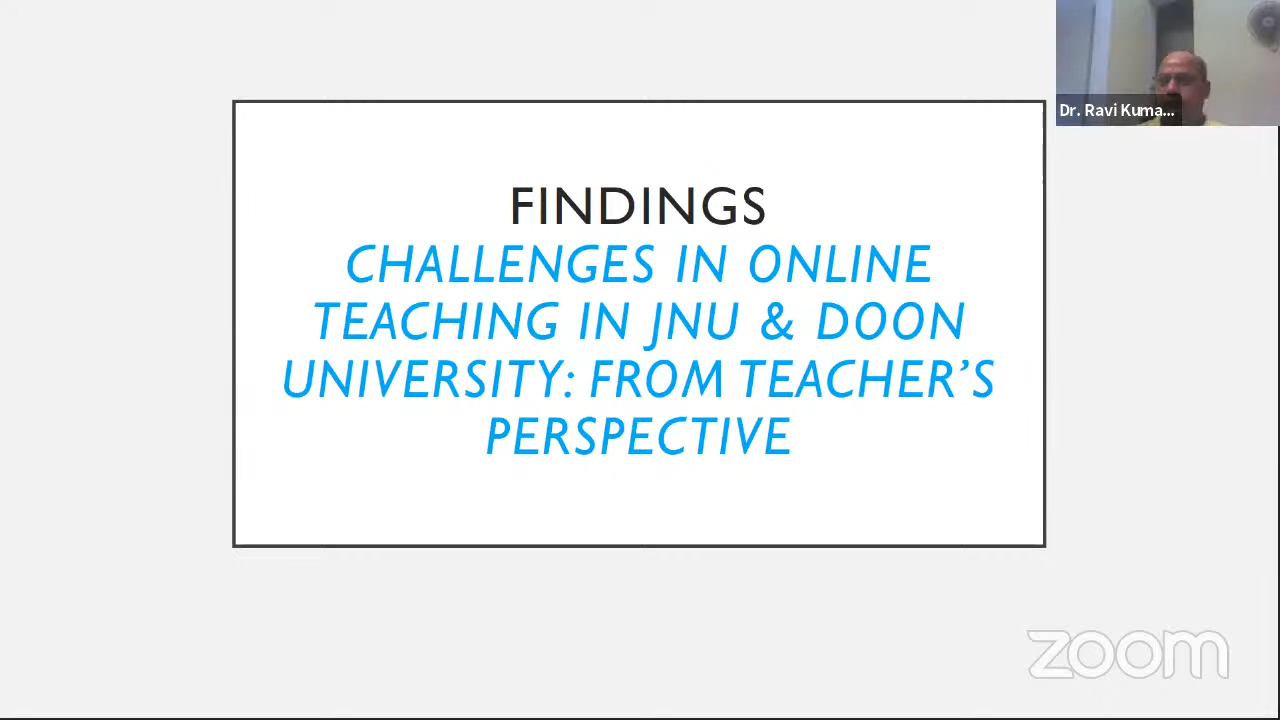 Dr. Ravi Kuma...
FINDINGS
CHALLENGES IN ONLINE
TEACHING IN JNU & DOON
UNIVERSITY: FROM TEACHER’S
PERSPECTIVE
zoom